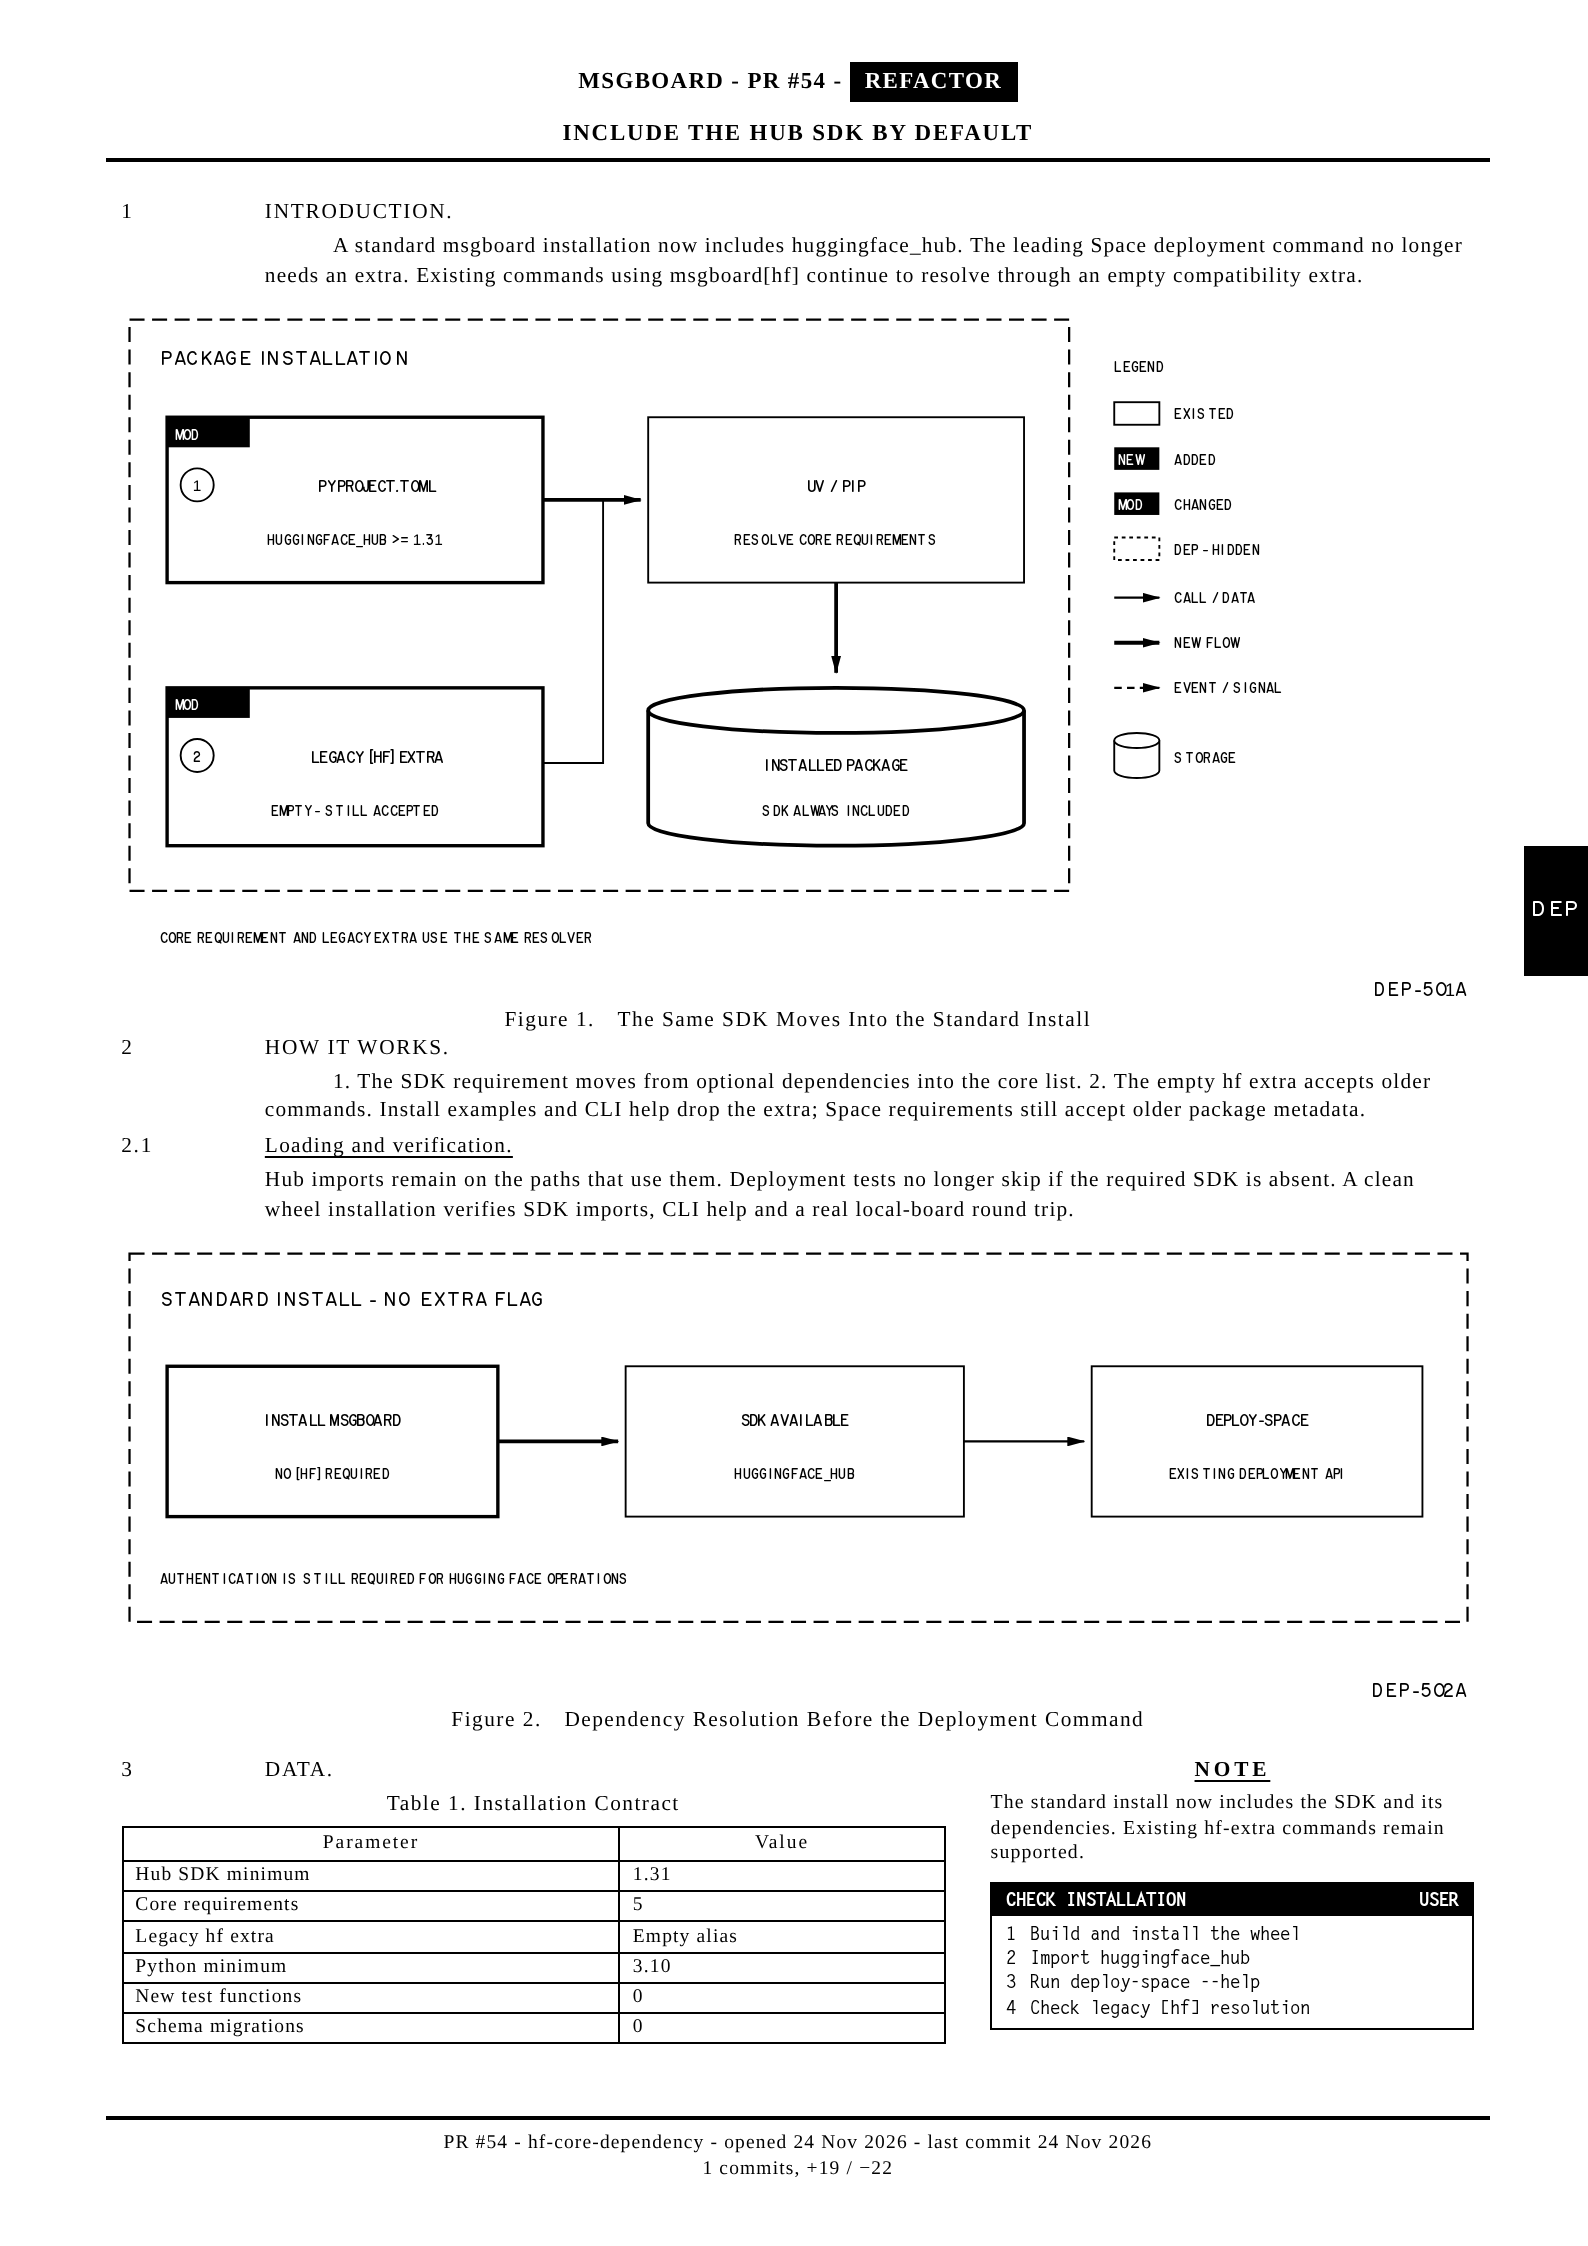 MSGBOARD - PR #54 - REFACTOR
INCLUDE THE HUB SDK BY DEFAULT
1 INTRODUCTION.
A standard msgboard installation now includes huggingface_hub. The leading Space deployment command no longer
needs an extra. Existing commands using msgboard[hf] continue to resolve through an empty compatibility extra.
PACKAGE INSTALLATION
MOD
1
PYPROJECT.TOML
HUGGINGFACE_HUB >= 1.31
UV / PIP
RESOLVE CORE REQUIREMENTS
MOD
2
LEGACY [HF] EXTRA
EMPTY - STILL ACCEPTED
INSTALLED PACKAGE
SDK ALWAYS INCLUDED
LEGEND
EXISTED
NEW ADDED
MOD CHANGED
DEP - HIDDEN
CALL / DATA
NEW FLOW
EVENT / SIGNAL
STORAGE
CORE REQUIREMENT AND LEGACY EXTRA USE THE SAME RESOLVER
DEP
DEP-501A
Figure 1. The Same SDK Moves Into the Standard Install
2 HOW IT WORKS.
1. The SDK requirement moves from optional dependencies into the core list. 2. The empty hf extra accepts older
commands. Install examples and CLI help drop the extra; Space requirements still accept older package metadata.
2.1 Loading and verification.
Hub imports remain on the paths that use them. Deployment tests no longer skip if the required SDK is absent. A clean
wheel installation verifies SDK imports, CLI help and a real local-board round trip.
STANDARD INSTALL - NO EXTRA FLAG
INSTALL MSGBOARD
NO [HF] REQUIRED
SDK AVAILABLE
HUGGINGFACE_HUB
DEPLOY-SPACE
EXISTING DEPLOYMENT API
AUTHENTICATION IS STILL REQUIRED FOR HUGGING FACE OPERATIONS
DEP-502A
Figure 2. Dependency Resolution Before the Deployment Command
3 DATA.
Table 1. Installation Contract
Parameter Value
Hub SDK minimum 1.31
Core requirements 5
Legacy hf extra Empty alias
Python minimum 3.10
New test functions 0
Schema migrations 0
NOTE
The standard install now includes the SDK and its
dependencies. Existing hf-extra commands remain
supported.
CHECK INSTALLATION USER
1 Build and install the wheel
2 Import huggingface_hub
3 Run deploy-space --help
4 Check legacy [hf] resolution
PR #54 - hf-core-dependency - opened 24 Nov 2026 - last commit 24 Nov 2026
1 commits, +19 / −22